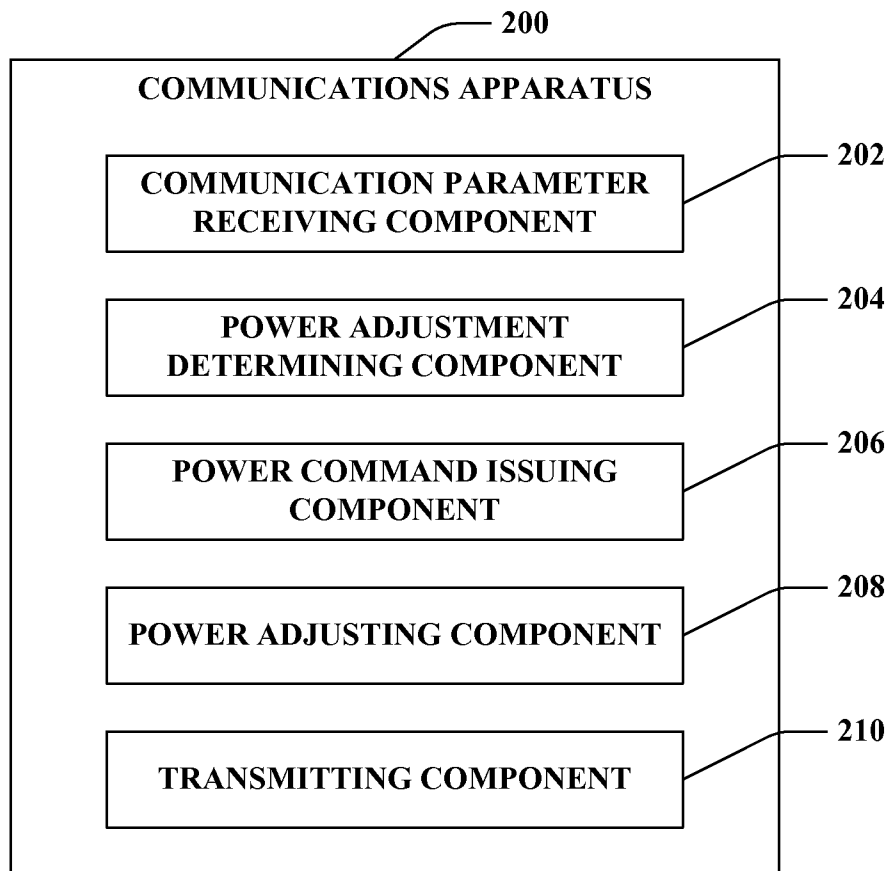 200
COMMUNICATIONS APPARATUS
202
COMMUNICATION PARAMETER
RECEIVING COMPONENT
204
POWER ADJUSTMENT
DETERMINING COMPONENT
206
POWER COMMAND ISSUING
COMPONENT
208
POWER ADJUSTING COMPONENT
210
TRANSMITTING COMPONENT